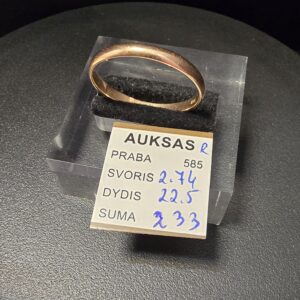 AUKSAS R
PRABA 585
SVORIS 2.74
DYDIS 22.5
SUMA 233